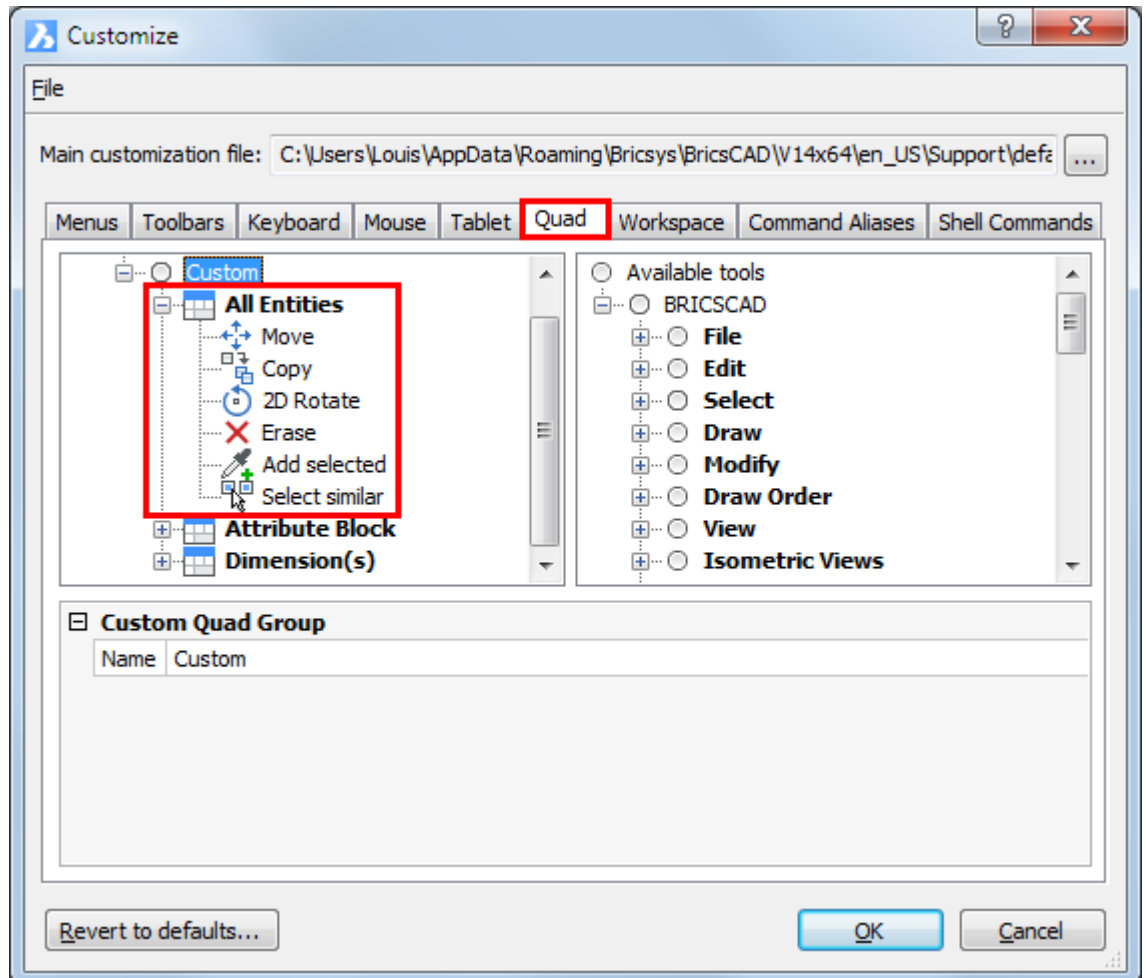 Customize
File
Main customization file: C:\Users\Louis\AppData\Roaming\Bricsys\BricsCAD\V14x64\en_US\Support\defa ...
Menus Toolbars Keyboard Mouse Tablet Quad Workspace Command Aliases Shell Commands
Custom
All Entities
Move
Copy
2D Rotate
Erase
Add selected
Select similar
Attribute Block
Dimension(s)
Available tools
BRICSCAD
File
Edit
Select
Draw
Modify
Draw Order
View
Isometric Views
Custom Quad Group
Name Custom
Revert to defaults... OK Cancel